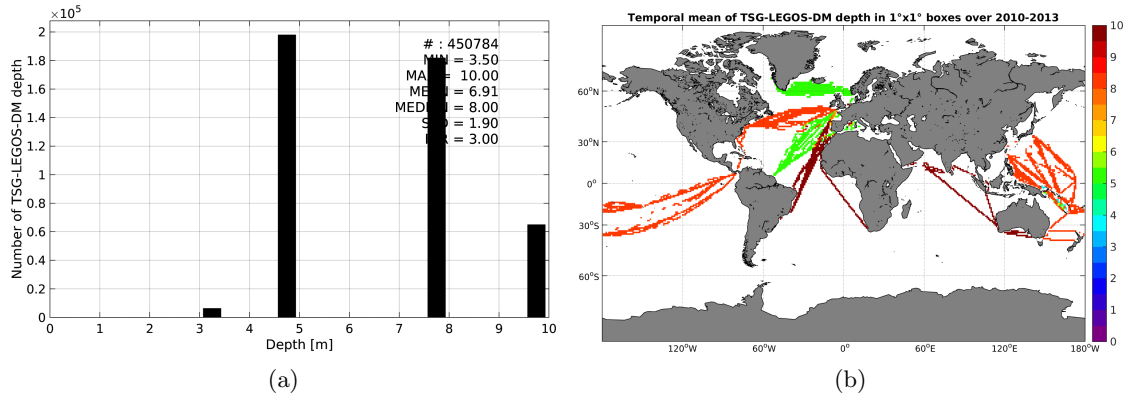 ×10⁵
2
1.8
1.6
1.4
1.2
1
0.8
0.6
0.4
0.2
0
Number of TSG-LEGOS-DM depth
# : 450784
MIN = 3.50
MAX = 10.00
MEAN = 6.91
MEDIAN = 8.00
STD = 1.90
= 3.00
0 1 2 3 4 5 6 7 8 9 10
Depth [m]
(a)
Temporal mean of TSG-LEGOS-DM depth in 1°x1° boxes over 2010-2013
60°N
30°N
0°
30°S
60°S
120°W 60°W 0° 60°E 120°E 180°W
10
9
8
7
6
5
4
3
2
1
0
(b)